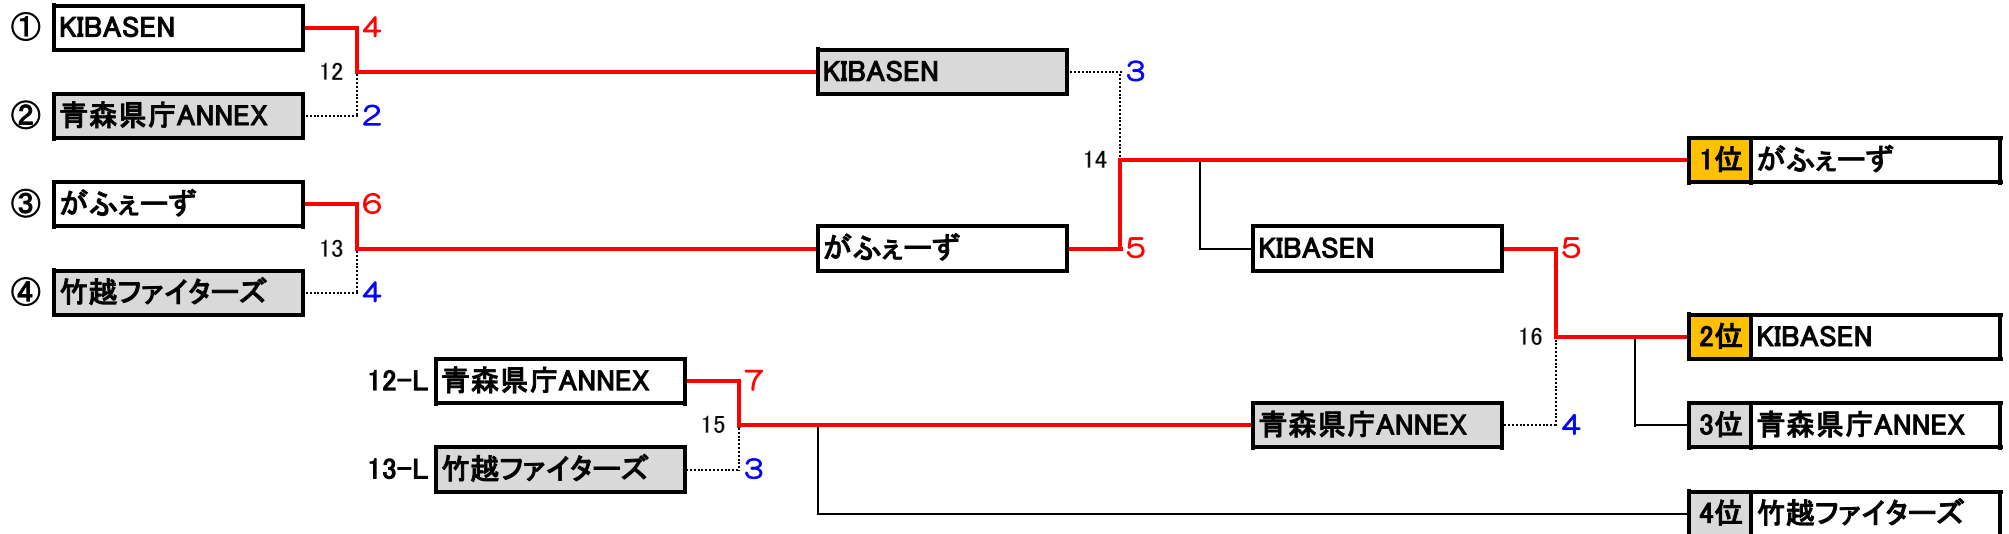 ① KIBASEN 4
KIBASEN 3
12
② 青森県庁ANNEX 2
14
1位 がふぇーず
③ がふぇーず 6
13
がふぇーず 5
KIBASEN 5
④ 竹越ファイターズ 4
16
2位 KIBASEN
12-L 青森県庁ANNEX 7
15
青森県庁ANNEX 4
3位 青森県庁ANNEX
13-L 竹越ファイターズ 3
4位 竹越ファイターズ